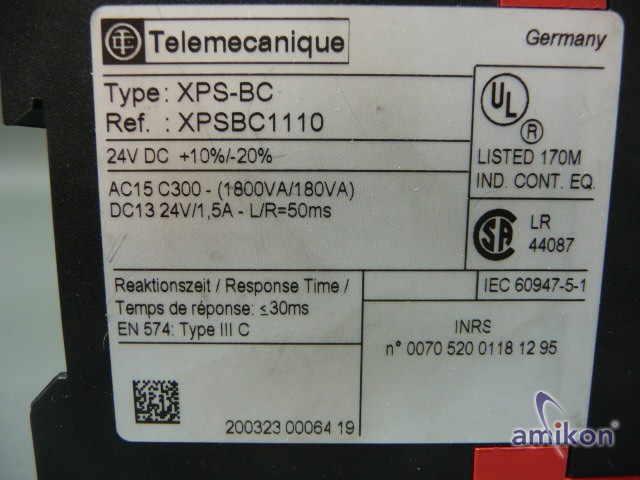 Telemecanique
Germany
Type: XPS-BC
Ref. : XPSBC1110
24V DC +10%/-20%
AC15 C300 - (1800VA/180VA)
DC13 24V/1,5A - L/R=50ms
UL
®
LISTED 170M
IND. CONT. EQ.
SA
LR
44087
Reaktionszeit / Response Time /
Temps de réponse: ≤30ms
EN 574: Type III C
IEC 60947-5-1
INRS
n° 0070 520 0118 12 95
200323 00064 19
amikon